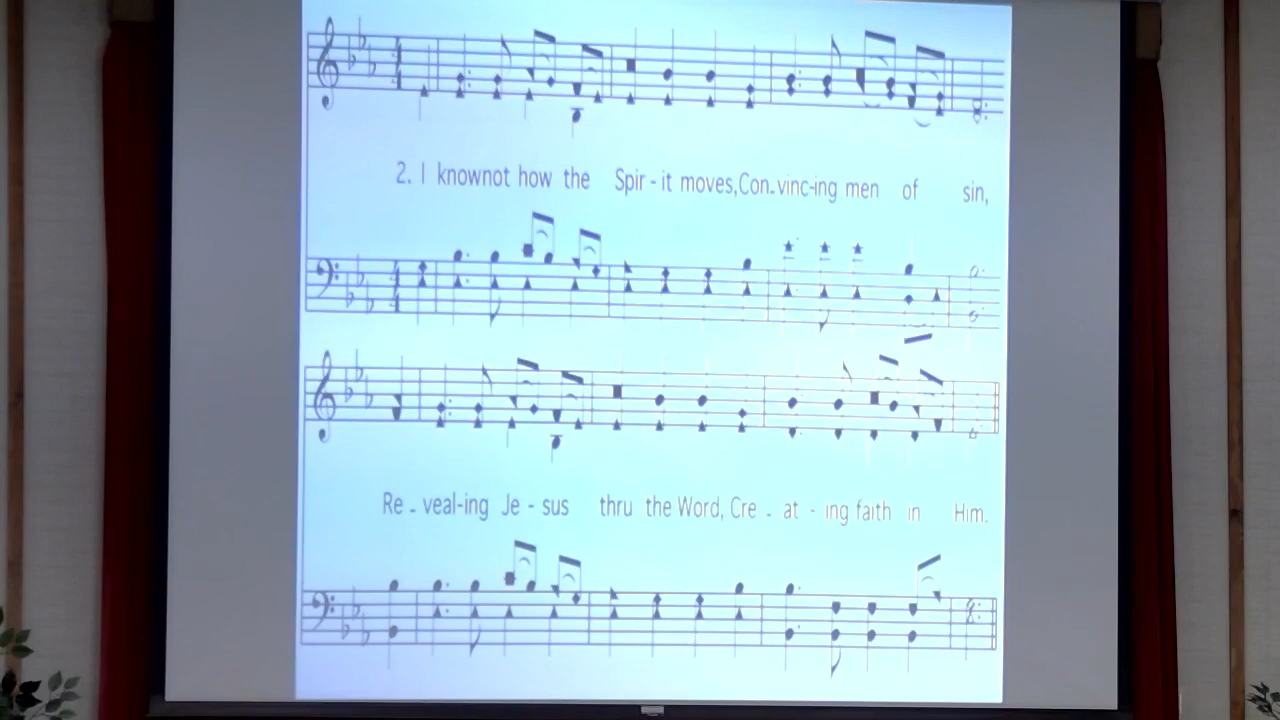 2. I knownot how the Spir - it moves,Con-vinc-ing men of sin,
Re - veal-ing Je - sus thru the Word, Cre - at - ing faith in Him.